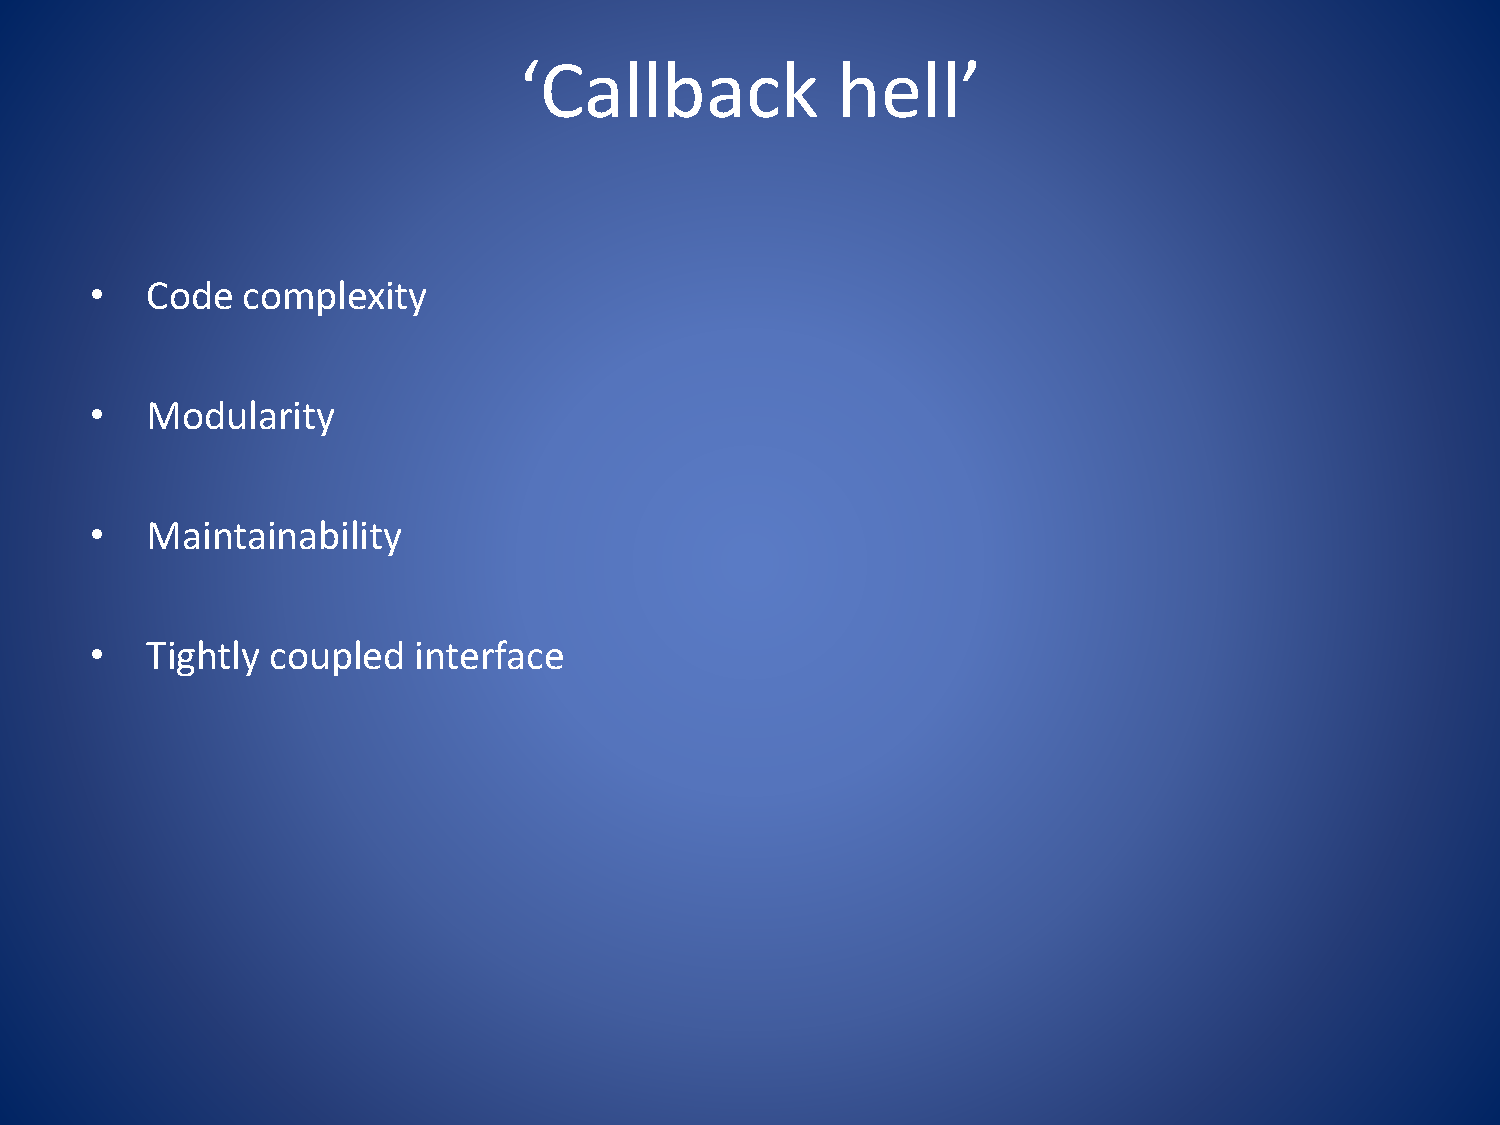 ‘Callback hell’
• Code complexity
• Modularity
• Maintainability
• Tightly coupled interface